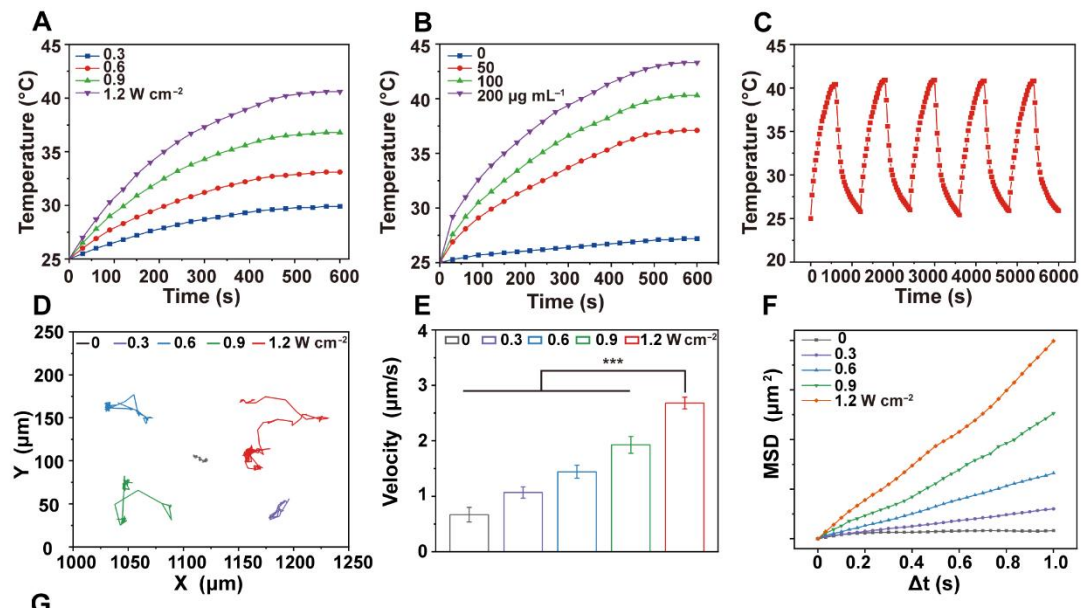 A
B
C
45
40
35
30
25
0 100 200 300 400 500 600
Temperature (°C)
Time (s)
0.3
0.6
0.9
1.2 W cm⁻²
45
40
35
30
25
0 100 200 300 400 500 600
Temperature (°C)
Time (s)
0
50
100
200 μg mL⁻¹
45
40
35
30
25
20
0 1000 2000 3000 4000 5000 6000
Temperature (°C)
Time (s)
D
E
F
250
200
150
100
50
0
1000 1050 1100 1150 1200 1250
Y (μm)
X (μm)
0 0.3 0.6 0.9 1.2 W cm⁻²
4
3
2
1
0
Velocity (μm/s)
0 0.3 0.6 0.9 1.2 W cm⁻²
***
MSD (μm²)
0
0.3
0.6
0.9
1.2 W cm⁻²
0 0.2 0.4 0.6 0.8 1.0
Δt (s)
G